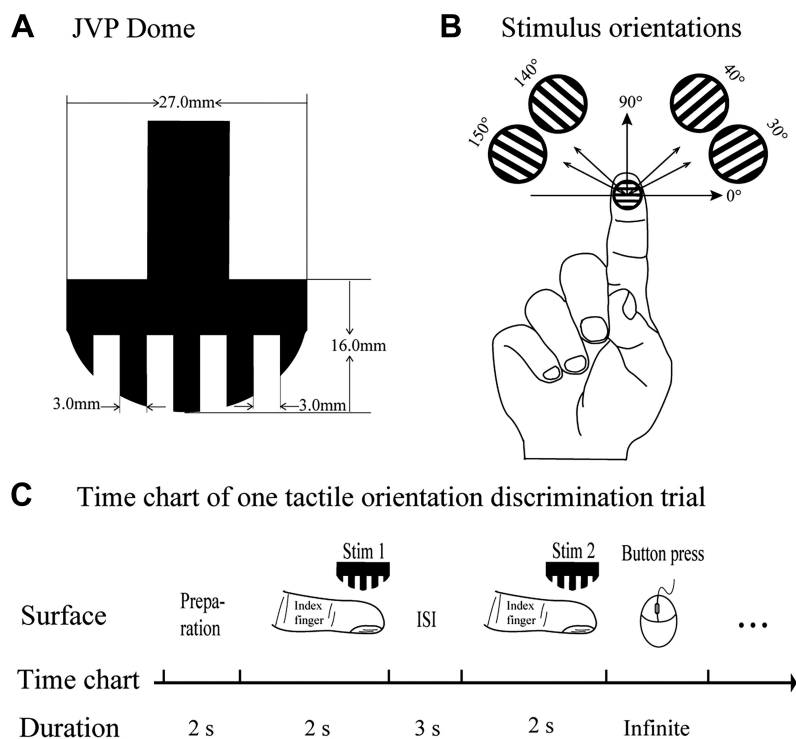 A JVP Dome
27.0mm
16.0mm
3.0mm
3.0mm
B Stimulus orientations
150°
140°
90°
40°
30°
0°
C Time chart of one tactile orientation discrimination trial
Surface
Prepa-
ration
Stim 1
Index
finger
ISI
Stim 2
Index
finger
Button press
...
Time chart
Duration 2 s 2 s 3 s 2 s Infinite